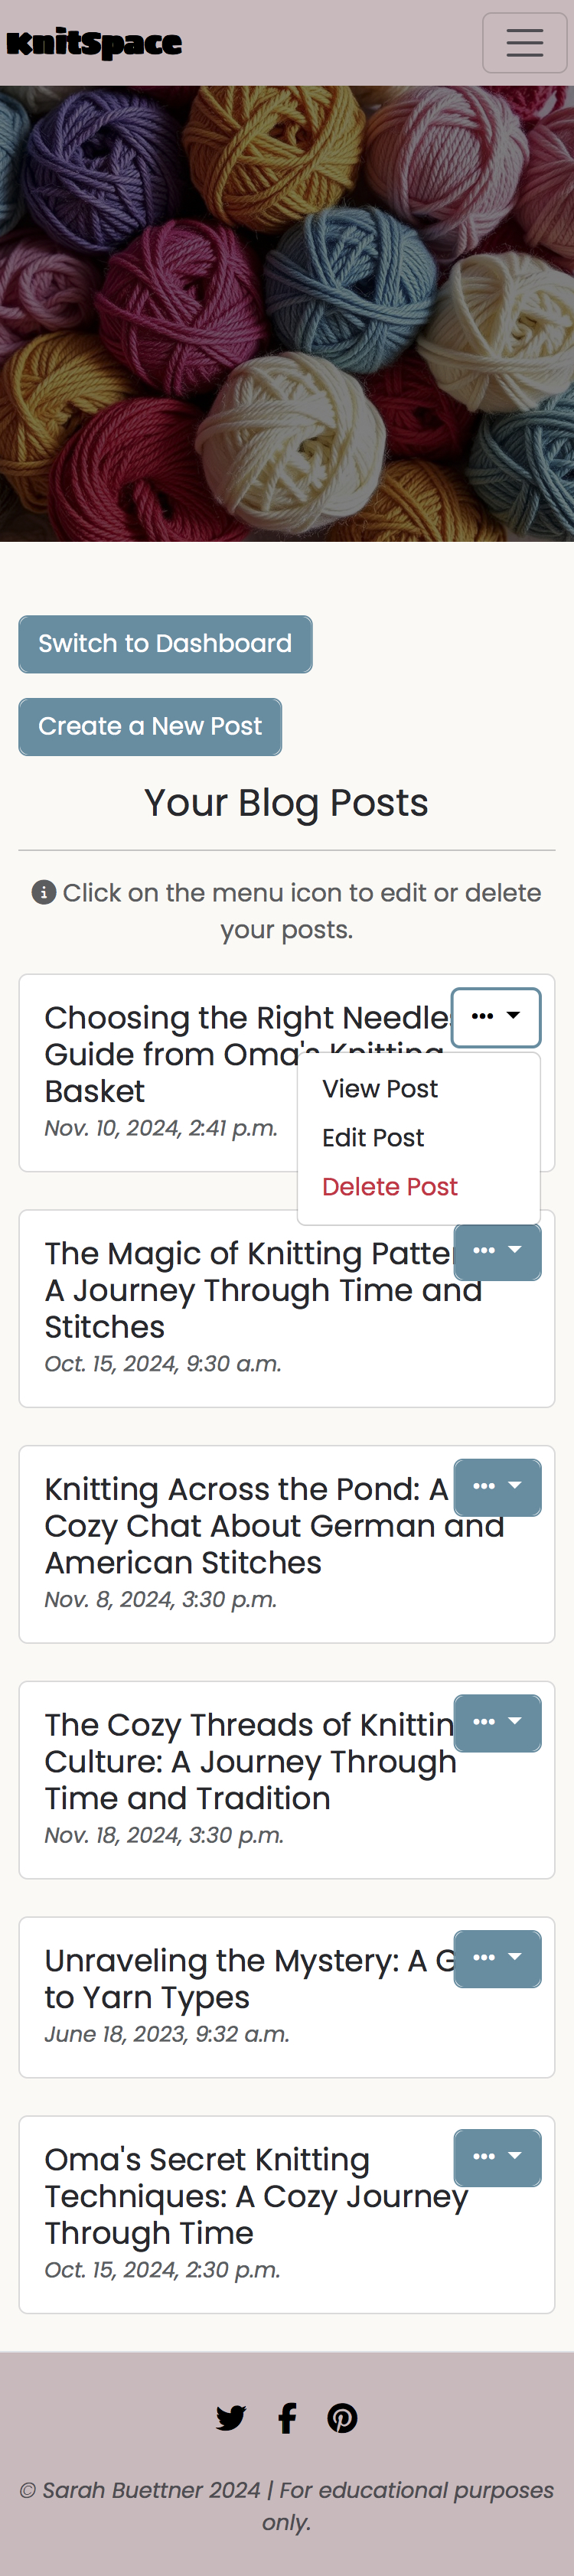 KnitSpace
Switch to Dashboard
Create a New Post
Your Blog Posts
Click on the menu icon to edit or delete
your posts.
Choosing the Right
Guide from Oma's Knitting
Basket
Nov. 10, 2024, 2:41 p.m.
View Post
Edit Post
Delete Post
The Magic of Knitting
A Journey Through Time and
Stitches
Oct. 15, 2024, 9:30 a.m.
Knitting Across the Pond: A
Cozy Chat About German and
American Stitches
Nov. 8, 2024, 3:30 p.m.
The Cozy Threads of
Culture: A Journey Through
Time and Tradition
Nov. 18, 2024, 3:30 p.m.
Unraveling the Mystery: A
to Yarn Types
June 18, 2023, 9:32 a.m.
Oma's Secret Knitting
Techniques: A Cozy Journey
Through Time
Oct. 15, 2024, 2:30 p.m.
© Sarah Buettner 2024 | For educational purposes
only.